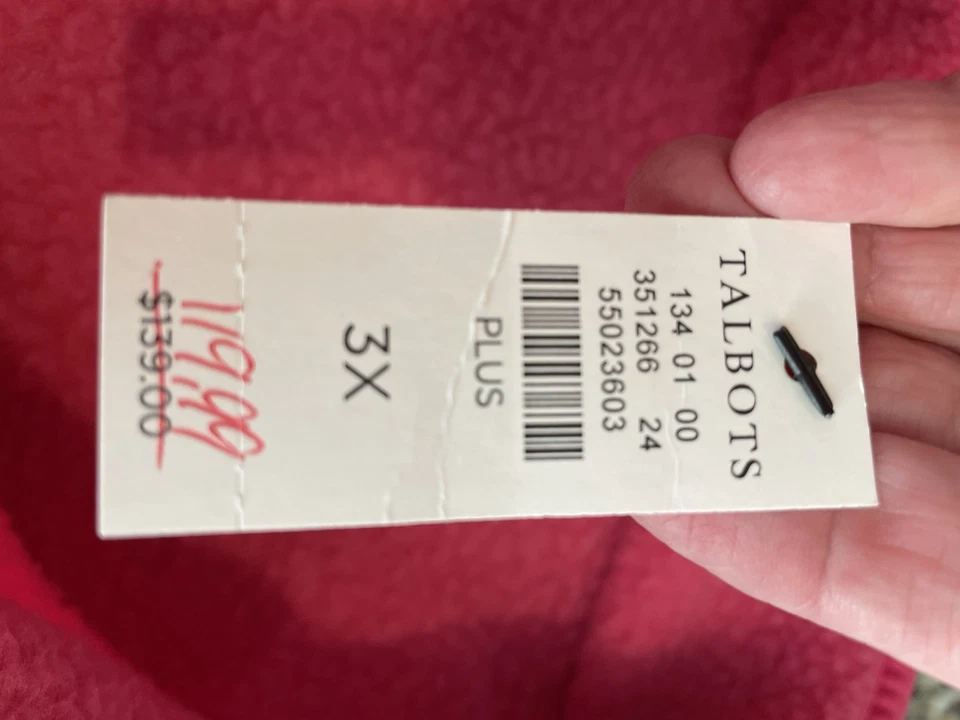 TALBOTS
134 01 00
351266 24
55023603
PLUS
3X
119.99
$139.00